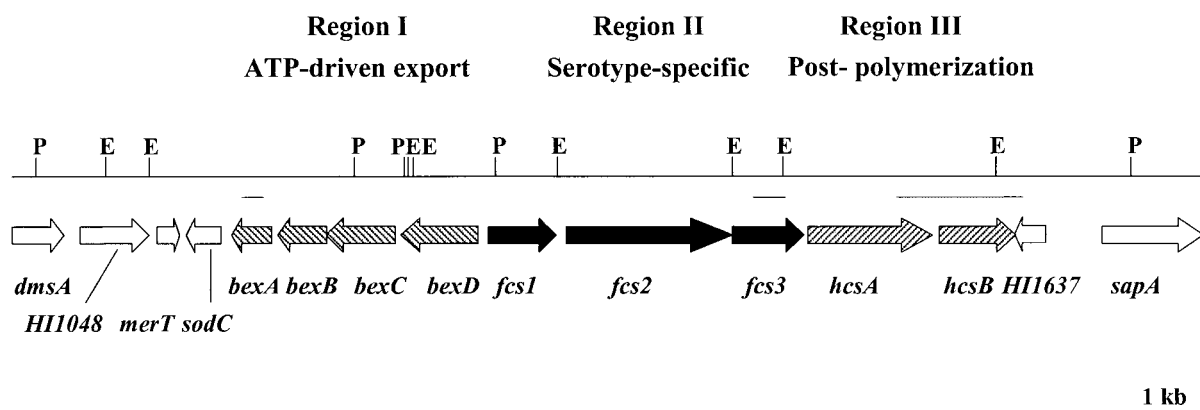 Region I Region II Region III
ATP-driven export Serotype-specific Post- polymerization
P E E P P E E P E E E E P
dmsA bexA bexB bexC bexD fcs1 fcs2 fcs3 hcsA hcsB HI1637 sapA
HI1048 merT sodC
1 kb